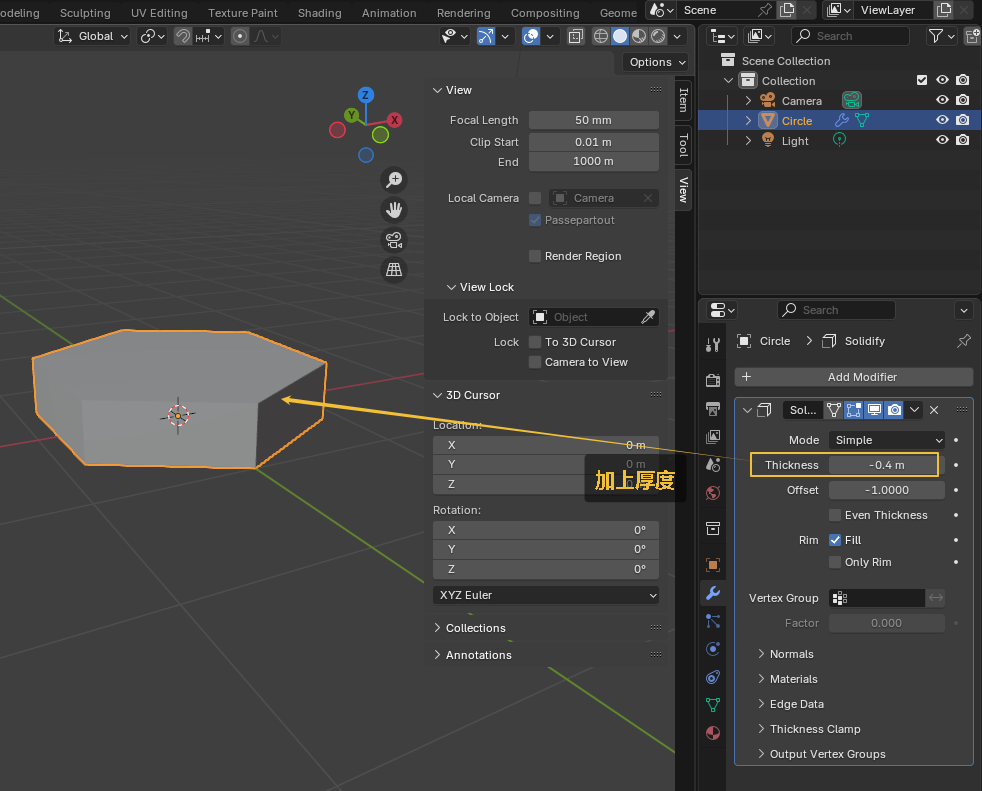 odeling Sculpting UV Editing Texture Paint Shading Animation Rendering Compositing Geome Scene ViewLayer
Global
Options
Search
Scene Collection
Collection
Camera
Circle
Light
Item
Tool
View
View
Focal Length 50 mm
Clip Start 0.01 m
End 1000 m
Local Camera Camera
Passepartout
Render Region
View Lock
Lock to Object Object
Lock To 3D Cursor
Camera to View
3D Cursor
Location:
X 0 m
Y 0 m
Z
加上厚度
Rotation:
X 0°
Y 0°
Z 0°
XYZ Euler
Collections
Annotations
Z
Y
X
Search
Circle Solidify
Add Modifier
Sol...
Mode Simple
Thickness -0.4 m
Offset -1.0000
Even Thickness
Rim Fill
Only Rim
Vertex Group
Factor 0.000
Normals
Materials
Edge Data
Thickness Clamp
Output Vertex Groups